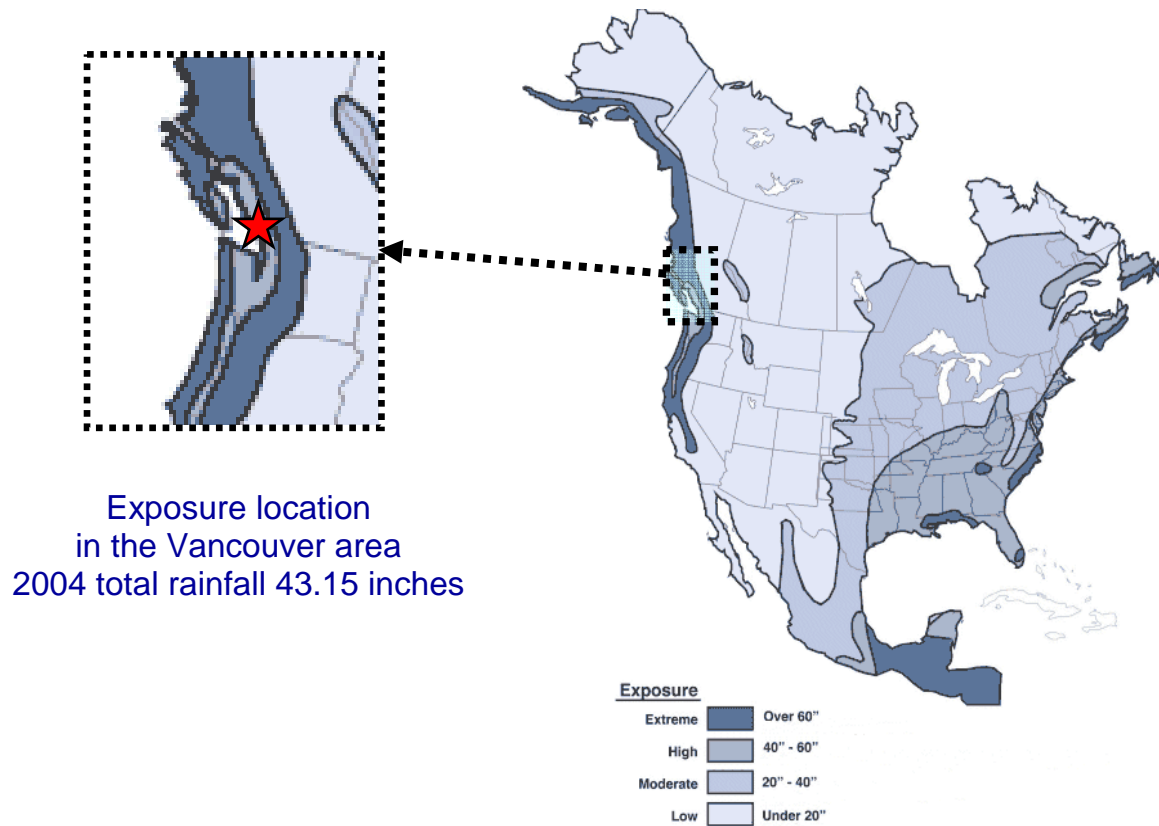 Exposure location
in the Vancouver area
2004 total rainfall 43.15 inches
Exposure
Extreme Over 60”
High 40” - 60”
Moderate 20” - 40”
Low Under 20”